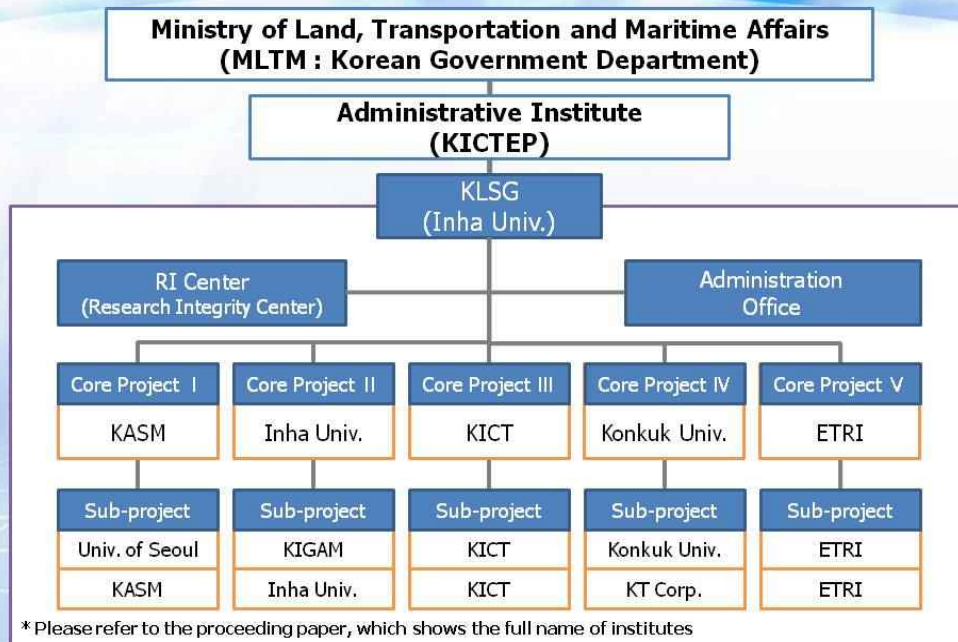 Ministry of Land, Transportation and Maritime Affairs
(MLTM : Korean Government Department)
Administrative Institute
(KICTEP)
KLSG
(Inha Univ.)
RI Center
(Research Integrity Center)
Administration
Office
Core Project I
Core Project II
Core Project III
Core Project IV
Core Project V
KASM
Inha Univ.
KICT
Konkuk Univ.
ETRI
Sub-project
Sub-project
Sub-project
Sub-project
Sub-project
Univ. of Seoul
KIGAM
KICT
Konkuk Univ.
ETRI
KASM
Inha Univ.
KICT
KT Corp.
ETRI
* Please refer to the proceeding paper, which shows the full name of institutes